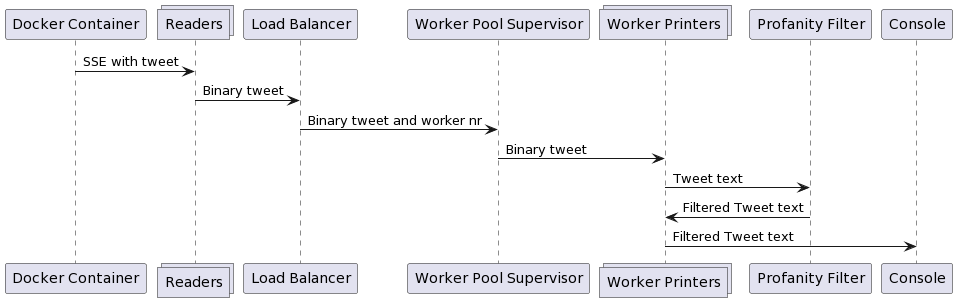 Docker Container
Readers
Load Balancer
Worker Pool Supervisor
Worker Printers
Profanity Filter
Console
SSE with tweet
Binary tweet
Binary tweet and worker nr
Binary tweet
Tweet text
Filtered Tweet text
Filtered Tweet text
Docker Container
Readers
Load Balancer
Worker Pool Supervisor
Worker Printers
Profanity Filter
Console